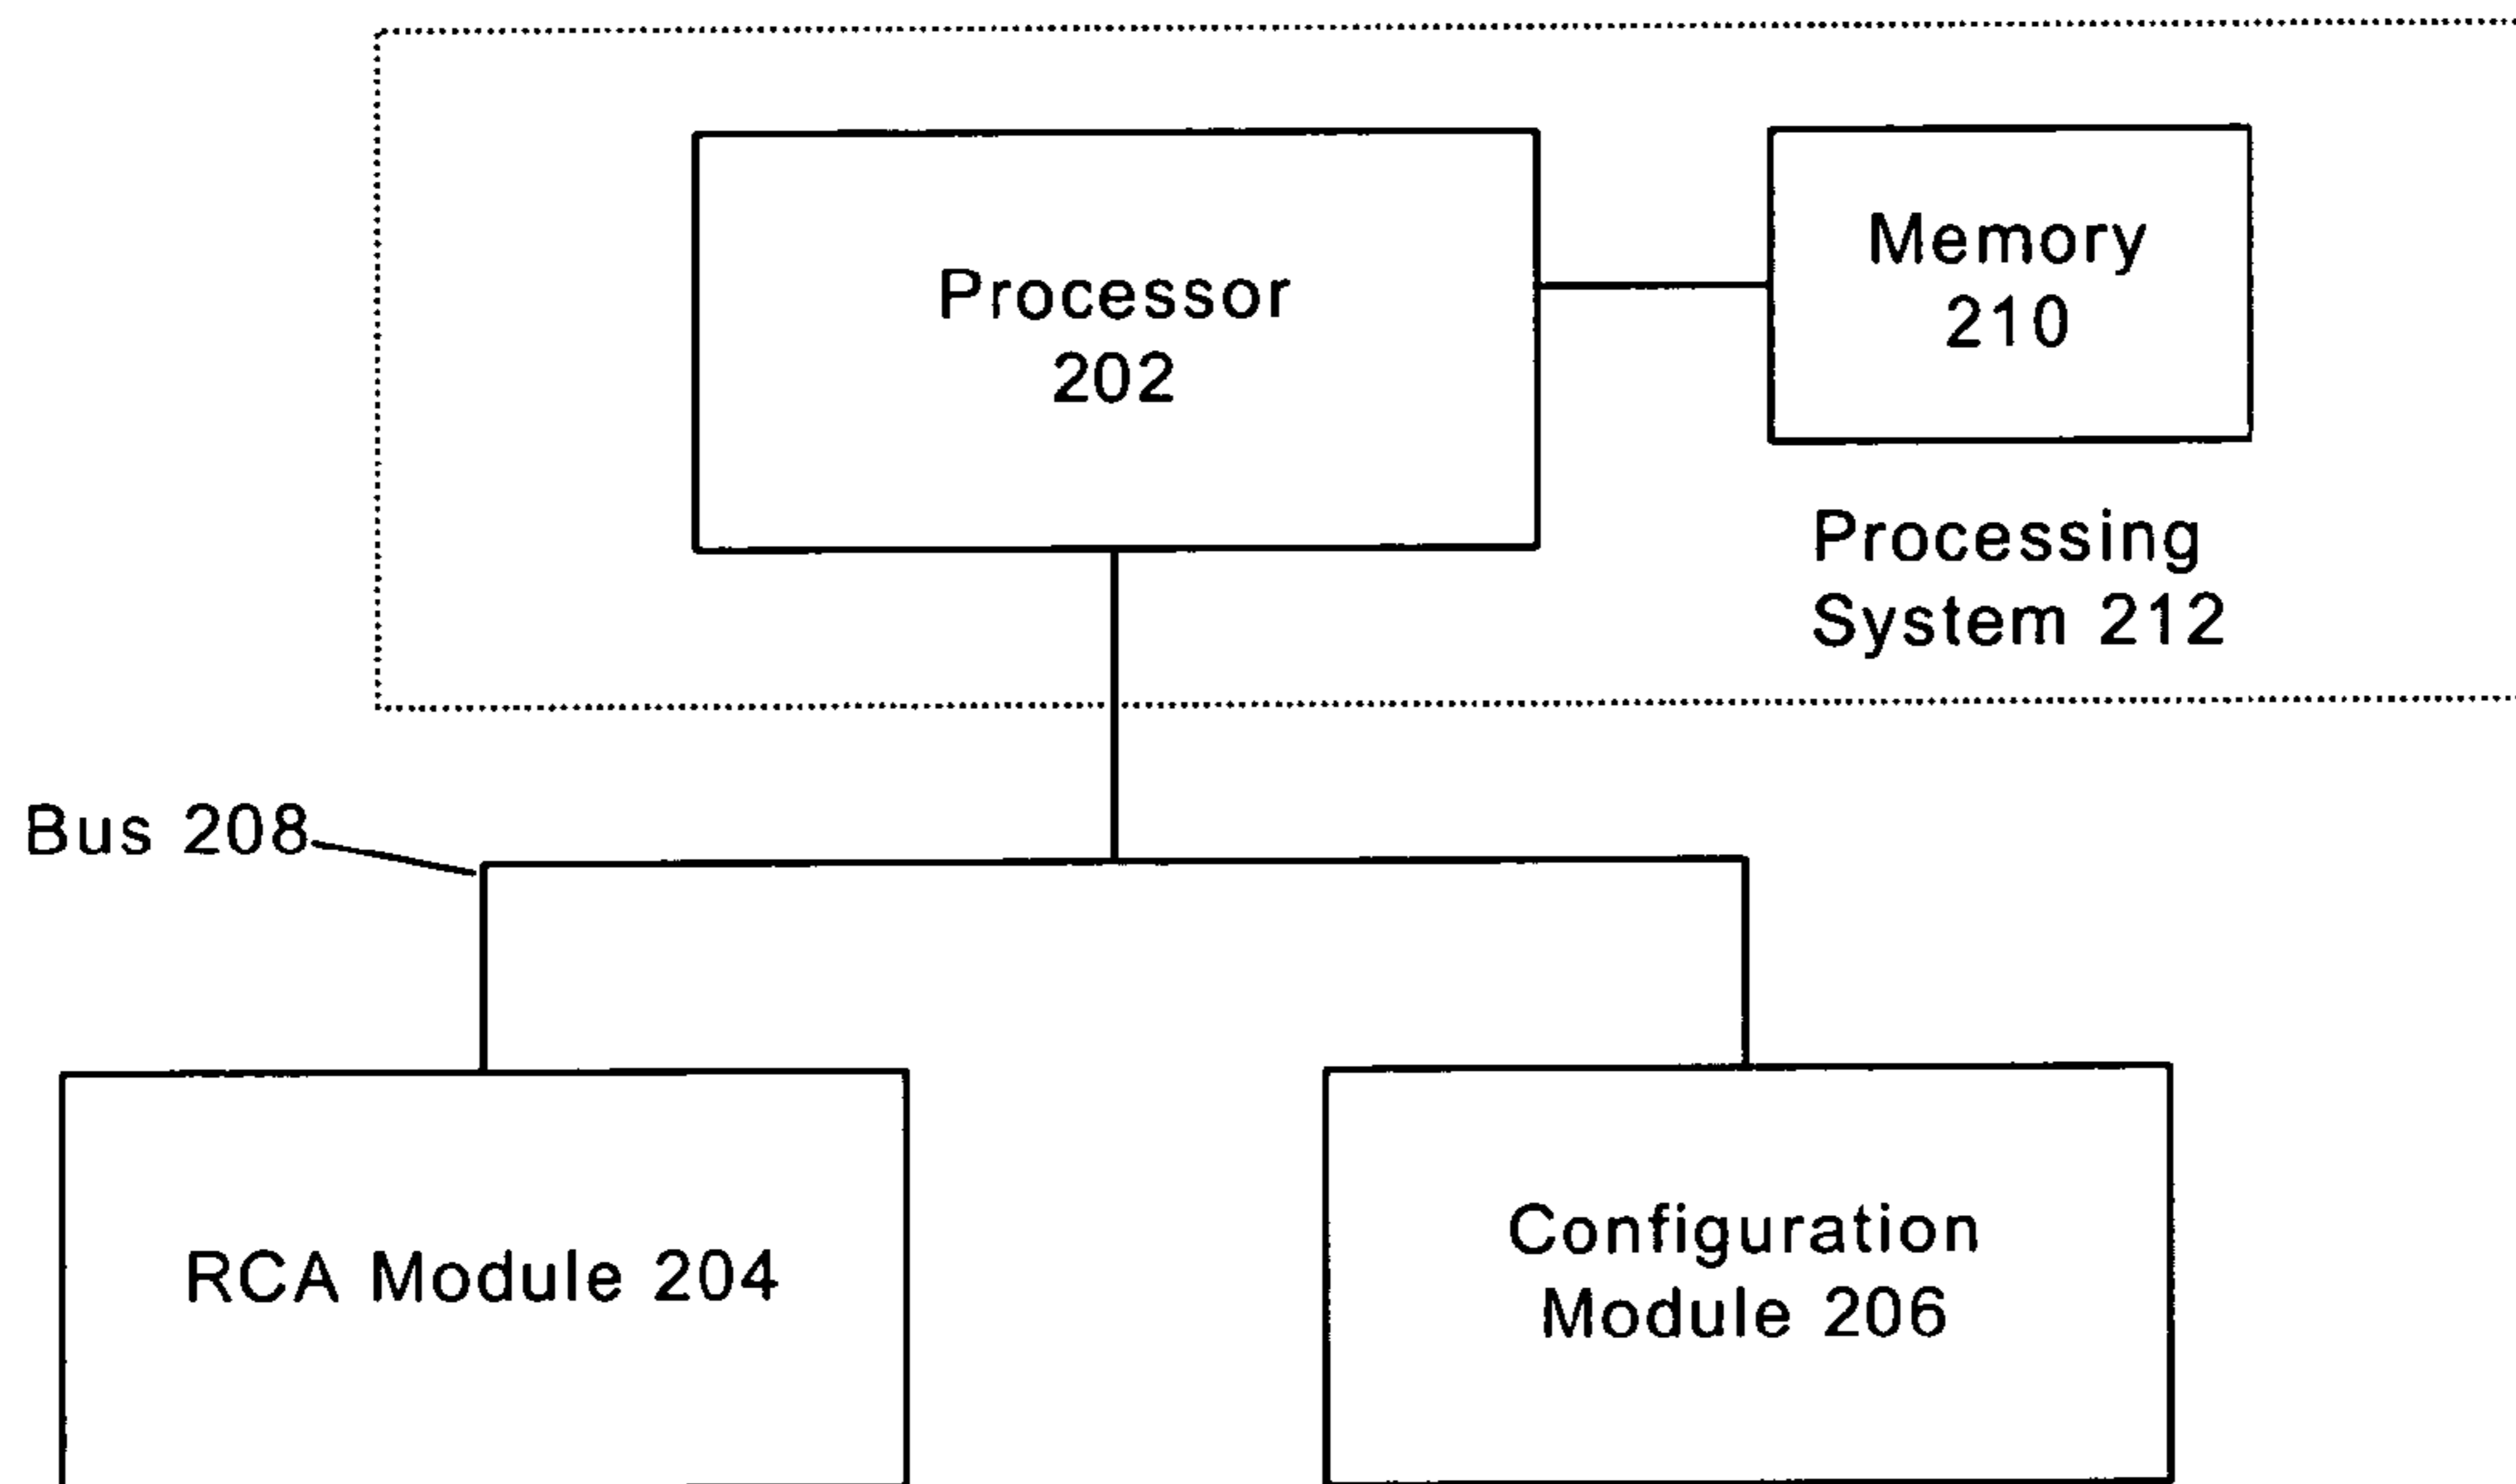 Processor
202
Memory
210
Processing
System 212
Bus 208
RCA Module 204
Configuration
Module 206